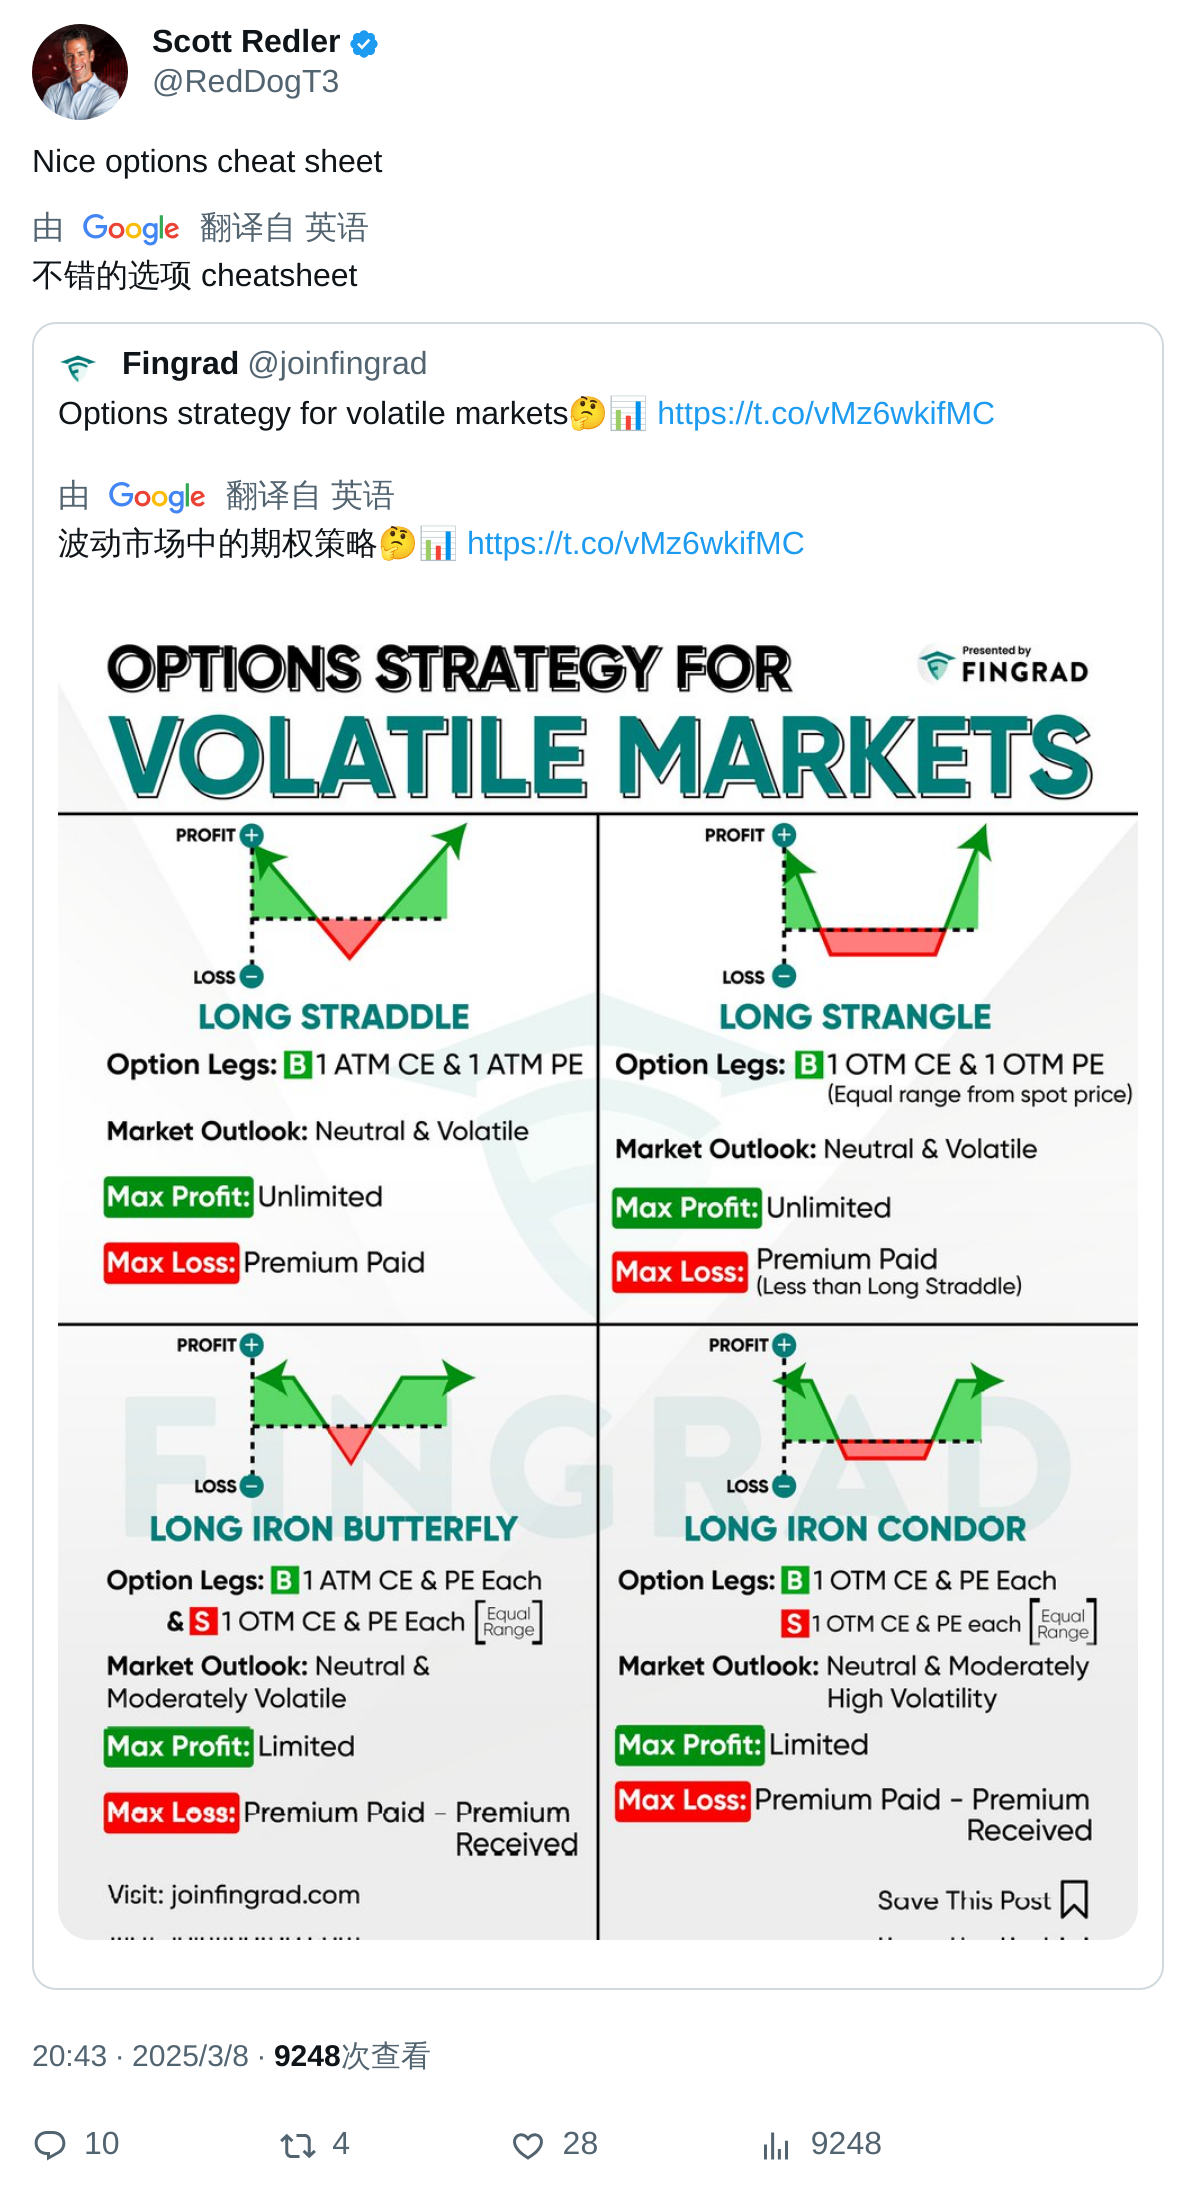 Scott Redler
@RedDogT3
Nice options cheat sheet
由 Google 翻译自 英语
不错的选项 cheatsheet
Fingrad @joinfingrad
Options strategy for volatile markets🤔📊 https://t.co/vMz6wkifMC
由 Google 翻译自 英语
波动市场中的期权策略🤔📊 https://t.co/vMz6wkifMC
OPTIONS STRATEGY FOR
Presented by
FINGRAD
VOLATILE MARKETS
PROFIT +
LOSS −
LONG STRADDLE
Option Legs: B 1 ATM CE & 1 ATM PE
Market Outlook: Neutral & Volatile
Max Profit: Unlimited
Max Loss: Premium Paid
PROFIT +
LOSS −
LONG STRANGLE
Option Legs: B 1 OTM CE & 1 OTM PE
(Equal range from spot price)
Market Outlook: Neutral & Volatile
Max Profit: Unlimited
Max Loss: Premium Paid
(Less than Long Straddle)
PROFIT +
LOSS −
LONG IRON BUTTERFLY
Option Legs: B 1 ATM CE & PE Each
& S 1 OTM CE & PE Each [Equal Range]
Market Outlook: Neutral &
Moderately Volatile
Max Profit: Limited
Max Loss: Premium Paid - Premium
Received
Visit: joinfingrad.com
PROFIT +
LOSS −
LONG IRON CONDOR
Option Legs: B 1 OTM CE & PE Each
S 1 OTM CE & PE each [Equal Range]
Market Outlook: Neutral & Moderately
High Volatility
Max Profit: Limited
Max Loss: Premium Paid - Premium
Received
Save This Post
FINGRAD
20:43 · 2025/3/8 · 9248次查看
10 4 28 9248